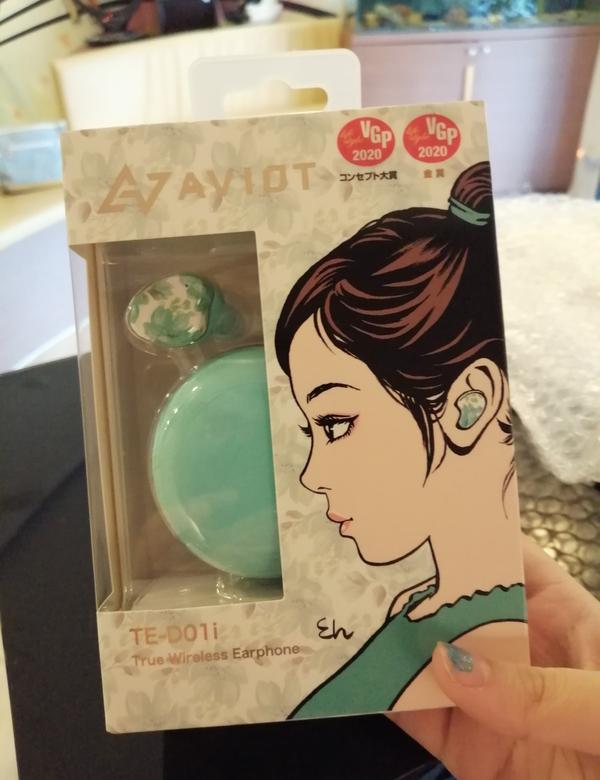 VGP
2020
コンセプト大賞
VGP
2020
金賞
AVIOT
TE-D01i
True Wireless Earphone
Eh